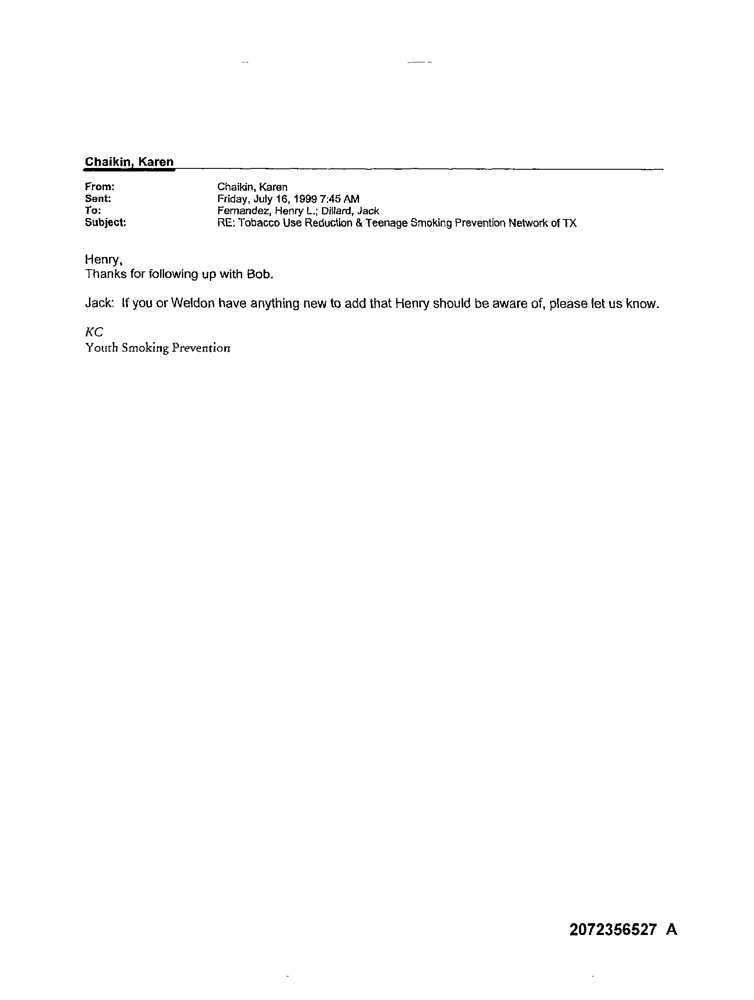 Chaikin, Karen
From: Chaikin, Karen
Sent: Friday, July 16, 1999 7:45 AM
To: Fernandez, Henry L.; Dillard, Jack
Subject: RE: Tobacco Use Reduction & Teenage Smoking Prevention Network of TX
Henry,
Thanks for following up with Bob.
Jack: If you or Weldon have anything new to add that Henry should be aware of, please let us know.
KC
Youth Smoking Prevention
2072356527 A